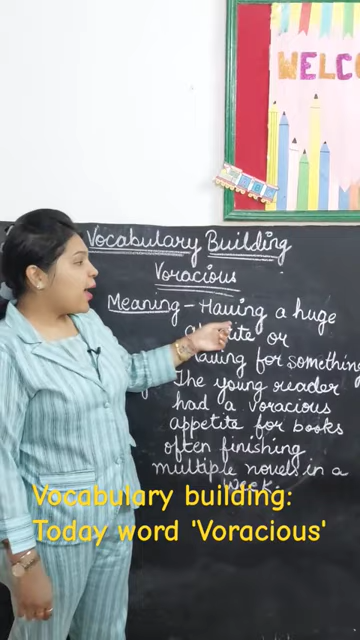 WELCO
Vocabulary Building
Voracious
Meaning - Having a huge
or
for something
The young reader
had a voracious
appetite for books
often finishing
multiple novels in a
week.
Vocabulary building:
Today word 'Voracious'